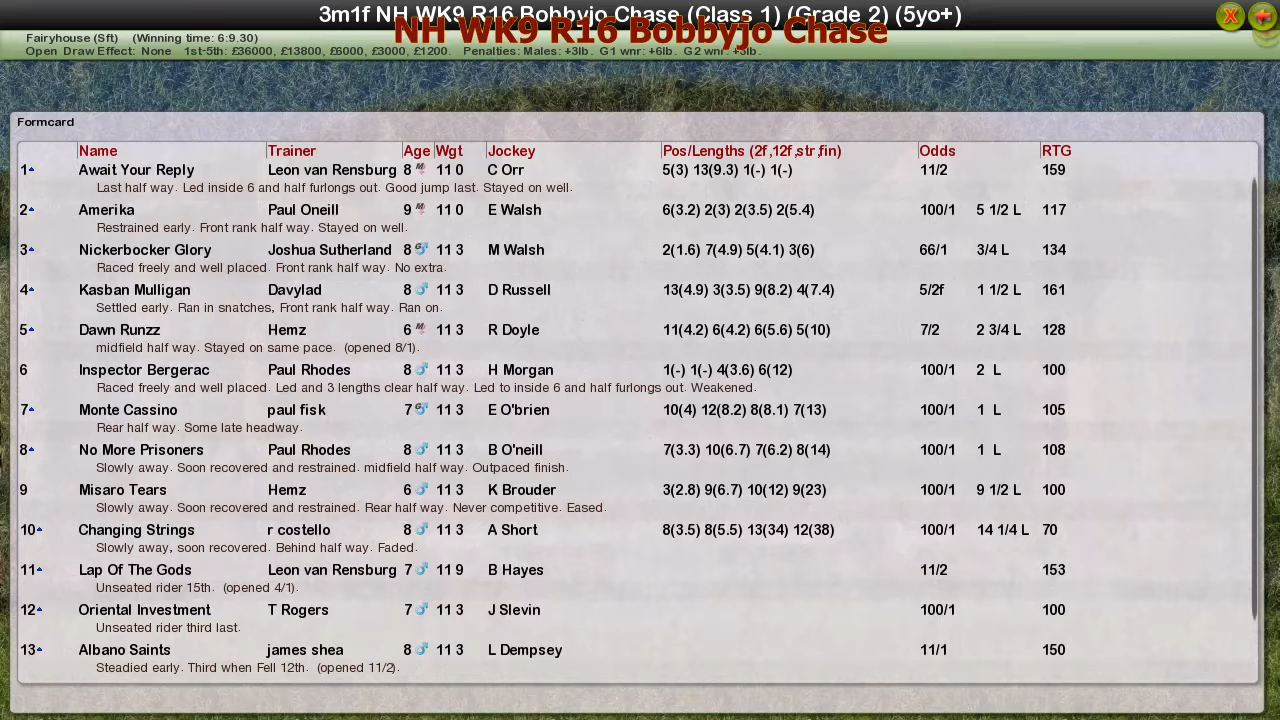 3m1f NH WK9 R16 Bobbyjo Chase (Class 1) (Grade 2) (5yo+)
NH WK9 R16 Bobbyjo Chase
Fairyhouse (Sft) (Winning time: 6:9.30)
Open Draw Effect: None 1st-5th: £36000, £13800, £6000, £3000, £1200. Penalties: Males: +3lb. G1 wnr: +6lb. G2 wnr: +3lb.
Formcard
Name Trainer Age Wgt Jockey Pos/Lengths (2f,12f,str,fin) Odds RTG
1 Await Your Reply Leon van Rensburg 8 11 0 C Orr 5(3) 13(9.3) 1(-) 1(-) 11/2 159
Last half way. Led inside 6 and half furlongs out. Good jump last. Stayed on well.
2 Amerika Paul Oneill 9 11 0 E Walsh 6(3.2) 2(3) 2(3.5) 2(5.4) 100/1 5 1/2 L 117
Restrained early. Front rank half way. Stayed on well.
3 Nickerbocker Glory Joshua Sutherland 8 11 3 M Walsh 2(1.6) 7(4.9) 5(4.1) 3(6) 66/1 3/4 L 134
Raced freely and well placed. Front rank half way. No extra.
4 Kasban Mulligan Davylad 8 11 3 D Russell 13(4.9) 3(3.5) 9(8.2) 4(7.4) 5/2f 1 1/2 L 161
Settled early. Ran in snatches, Front rank half way. Ran on.
5 Dawn Runzz Hemz 6 11 3 R Doyle 11(4.2) 6(4.2) 6(5.6) 5(10) 7/2 2 3/4 L 128
midfield half way. Stayed on same pace. (opened 8/1).
6 Inspector Bergerac Paul Rhodes 8 11 3 H Morgan 1(-) 1(-) 4(3.6) 6(12) 100/1 2 L 100
Raced freely and well placed. Led and 3 lengths clear half way. Led to inside 6 and half furlongs out. Weakened.
7 Monte Cassino paul fisk 7 11 3 E O'brien 10(4) 12(8.2) 8(8.1) 7(13) 100/1 1 L 105
Rear half way. Some late headway.
8 No More Prisoners Paul Rhodes 8 11 3 B O'neill 7(3.3) 10(6.7) 7(6.2) 8(14) 100/1 1 L 108
Slowly away. Soon recovered and restrained. midfield half way. Outpaced finish.
9 Misaro Tears Hemz 6 11 3 K Brouder 3(2.8) 9(6.7) 10(12) 9(23) 100/1 9 1/2 L 100
Slowly away. Soon recovered and restrained. Rear half way. Never competitive. Eased.
10 Changing Strings r costello 8 11 3 A Short 8(3.5) 8(5.5) 13(34) 12(38) 100/1 14 1/4 L 70
Slowly away, soon recovered. Behind half way. Faded.
11 Lap Of The Gods Leon van Rensburg 7 11 9 B Hayes 11/2 153
Unseated rider 15th. (opened 4/1).
12 Oriental Investment T Rogers 7 11 3 J Slevin 100/1 100
Unseated rider third last.
13 Albano Saints james shea 8 11 3 L Dempsey 11/1 150
Steadied early. Third when Fell 12th. (opened 11/2).